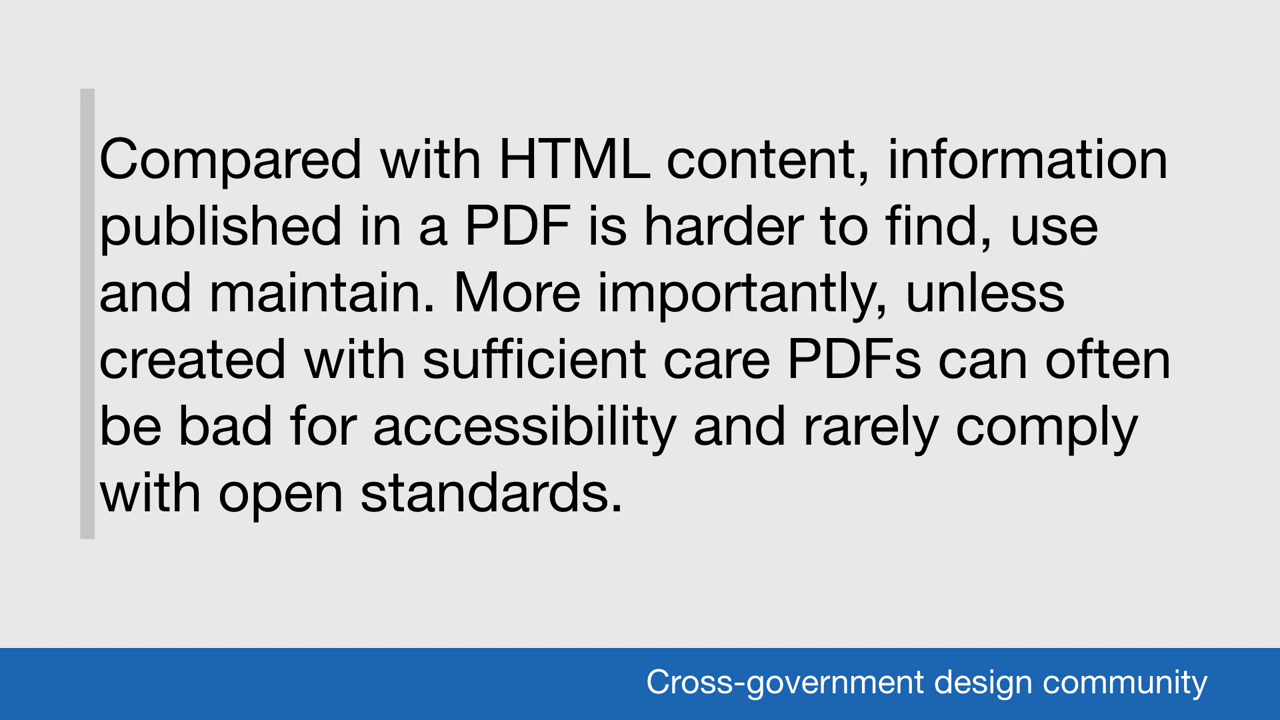 Compared with HTML content, information
published in a PDF is harder to find, use
and maintain. More importantly, unless
created with sufficient care PDFs can often
be bad for accessibility and rarely comply
with open standards.
Cross-government design community